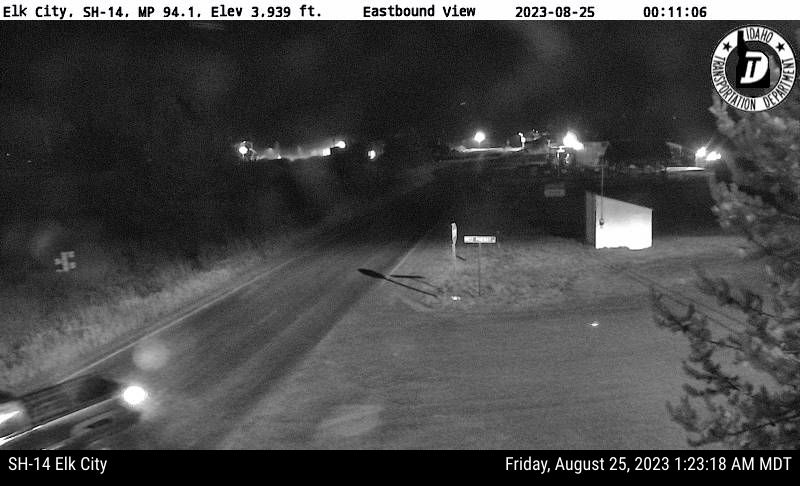 Elk City, SH-14, MP 94.1, Elev 3,939 ft. Eastbound View 2023-08-25 00:11:06
IDAHO
TRANSPORTATION DEPARTMENT
SH-14 Elk City Friday, August 25, 2023 1:23:18 AM MDT